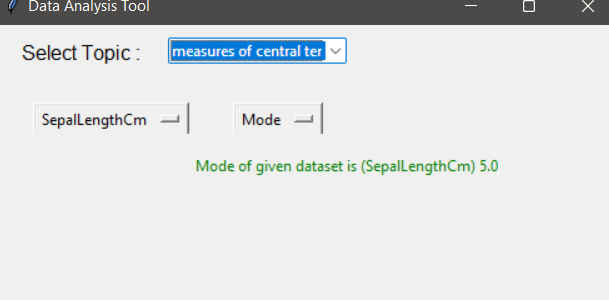 Data Analysis Tool
Select Topic : measures of central ter
SepalLengthCm Mode
Mode of given dataset is (SepalLengthCm) 5.0